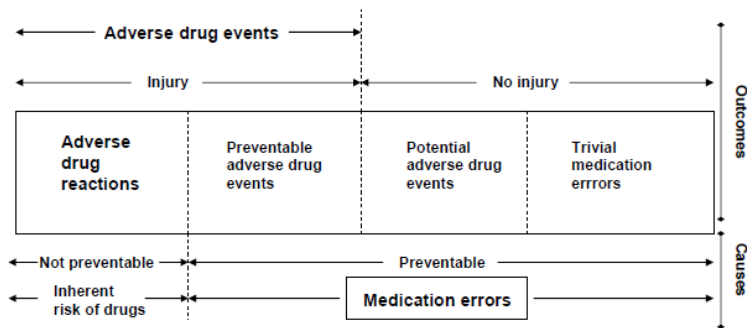 Adverse drug events
Injury
No injury
Outcomes
Adverse
drug
reactions
Preventable
adverse drug
events
Potential
adverse drug
events
Trivial
medication
errrors
Not preventable
Preventable
Causes
Inherent
risk of drugs
Medication errors